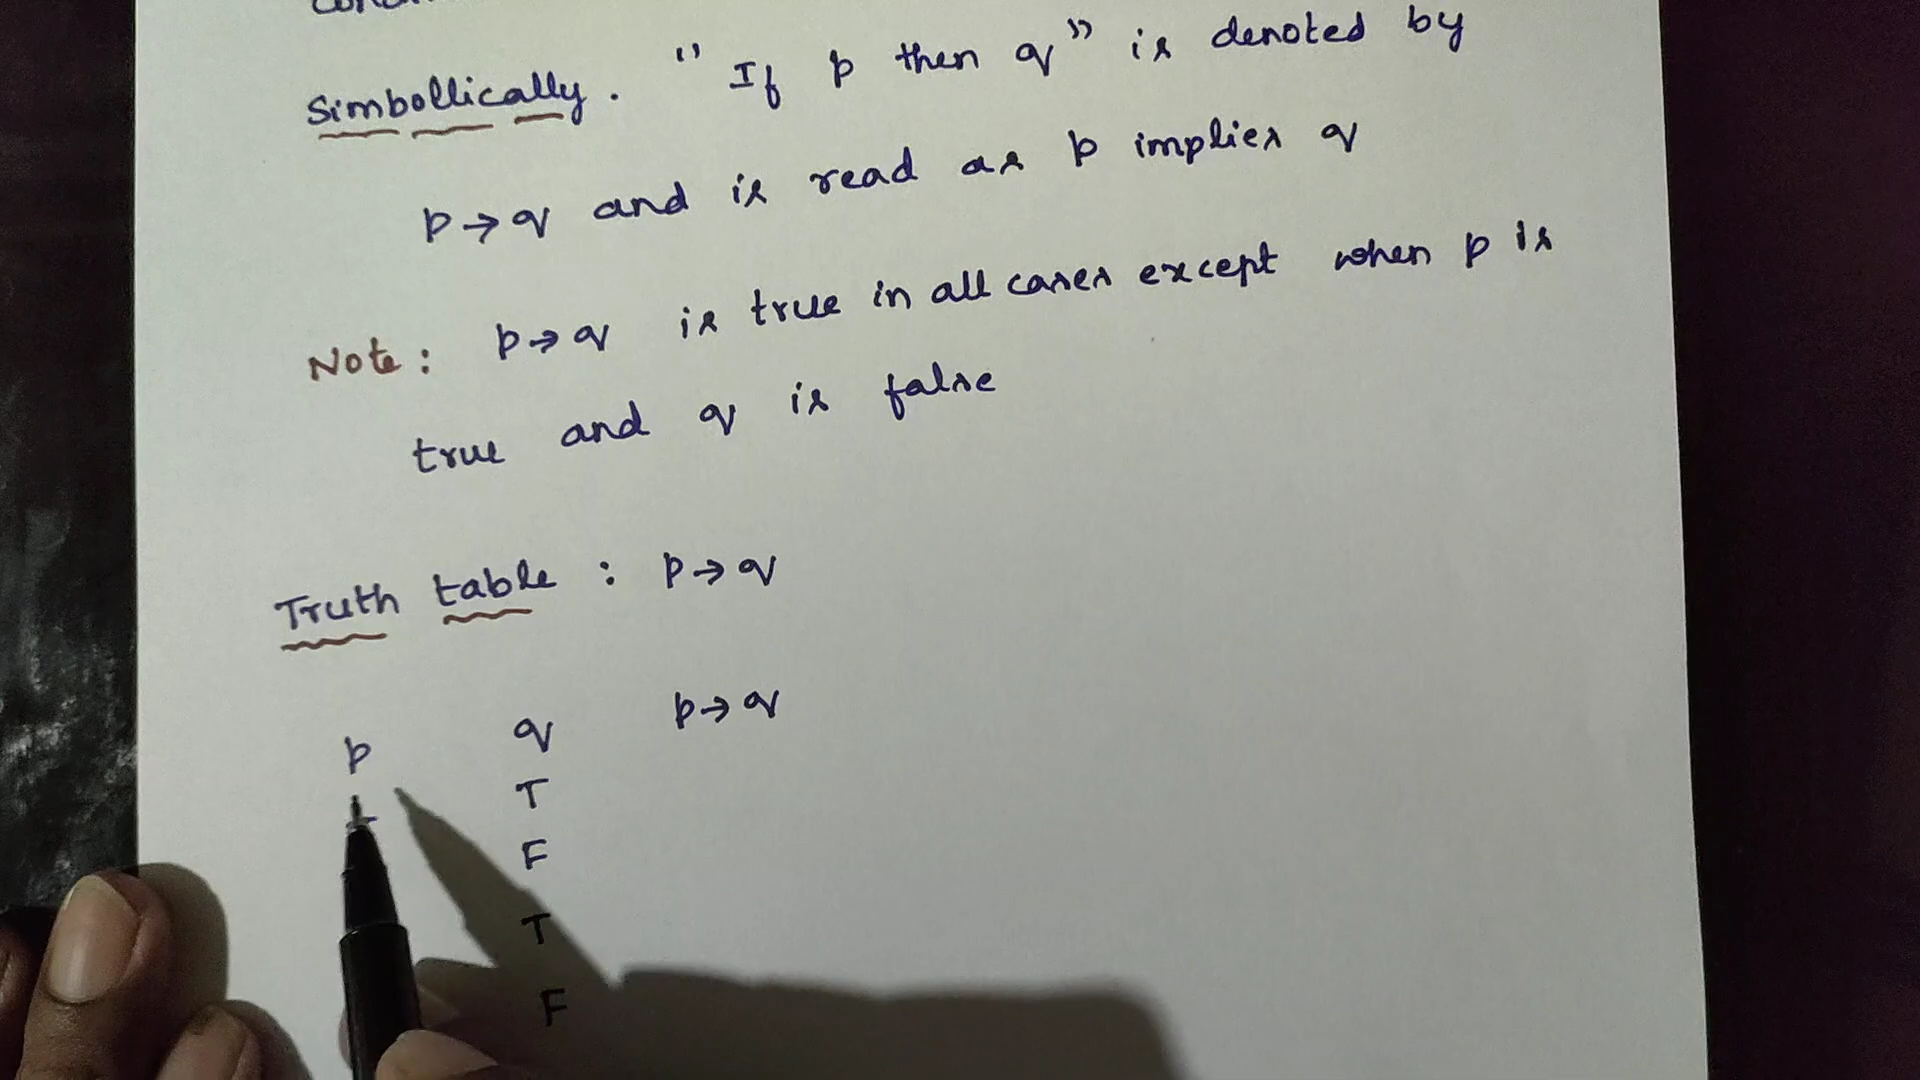 Simbollically. "If p then q" is denoted by
p→q and is read as p implies q
Note: p→q is true in all cases except when p is
true and q is false
Truth table : p→q
p q p→q
T
F
T
F